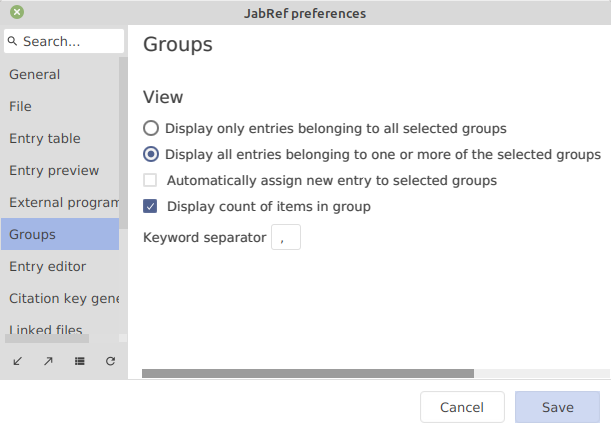 JabRef preferences
Search...
General
File
Entry table
Entry preview
External program
Groups
Entry editor
Citation key gene
Linked files
Groups
View
Display only entries belonging to all selected groups
Display all entries belonging to one or more of the selected groups
Automatically assign new entry to selected groups
Display count of items in group
Keyword separator ,
Cancel Save